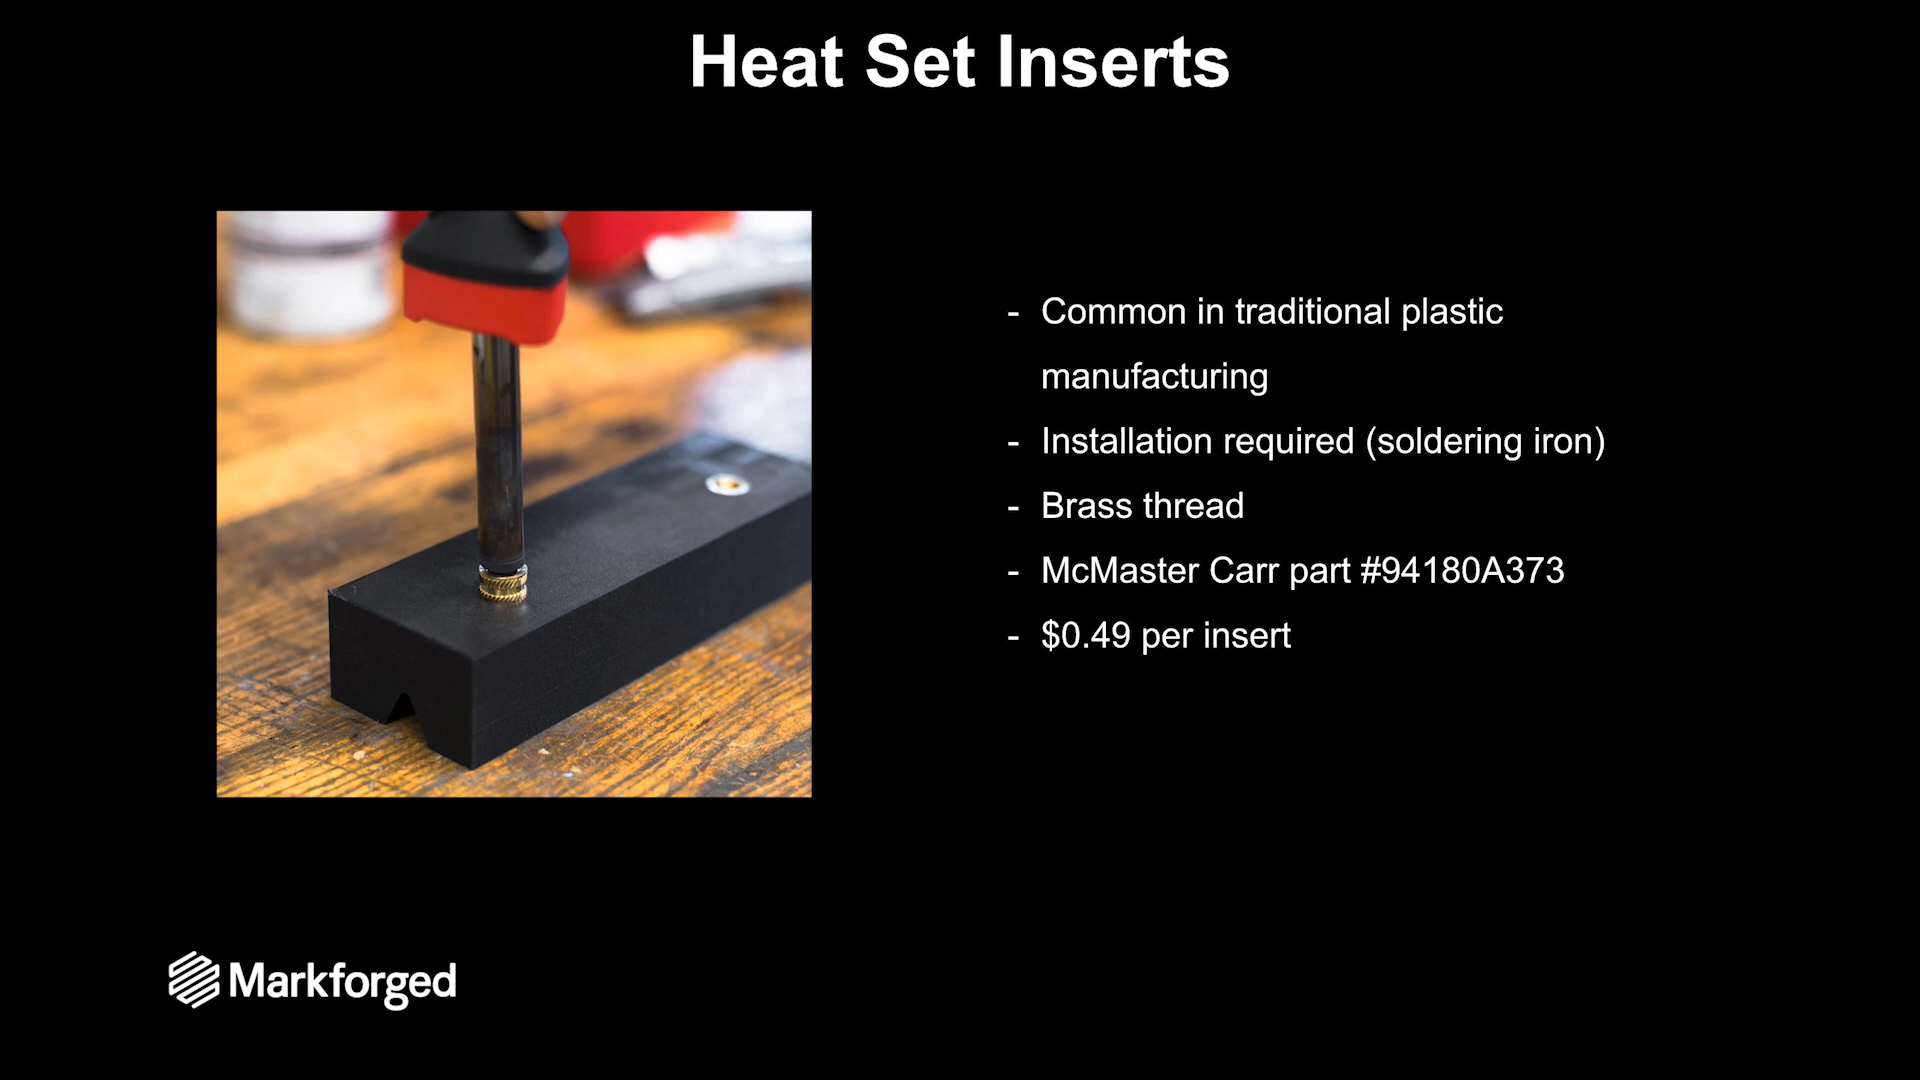 Heat Set Inserts
- Common in traditional plastic
manufacturing
- Installation required (soldering iron)
- Brass thread
- McMaster Carr part #94180A373
- $0.49 per insert
Markforged